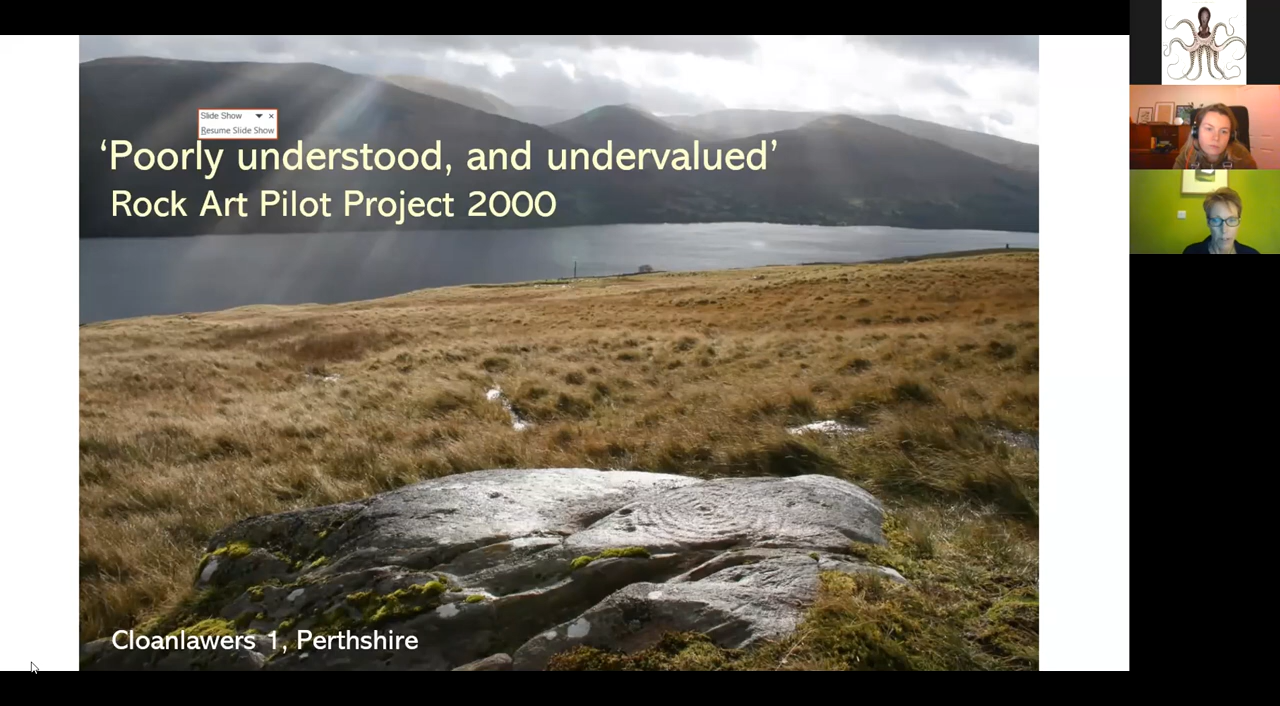 Slide Show
Resume Slide Show
‘Poorly understood, and undervalued’
Rock Art Pilot Project 2000
Cloanlawers 1, Perthshire